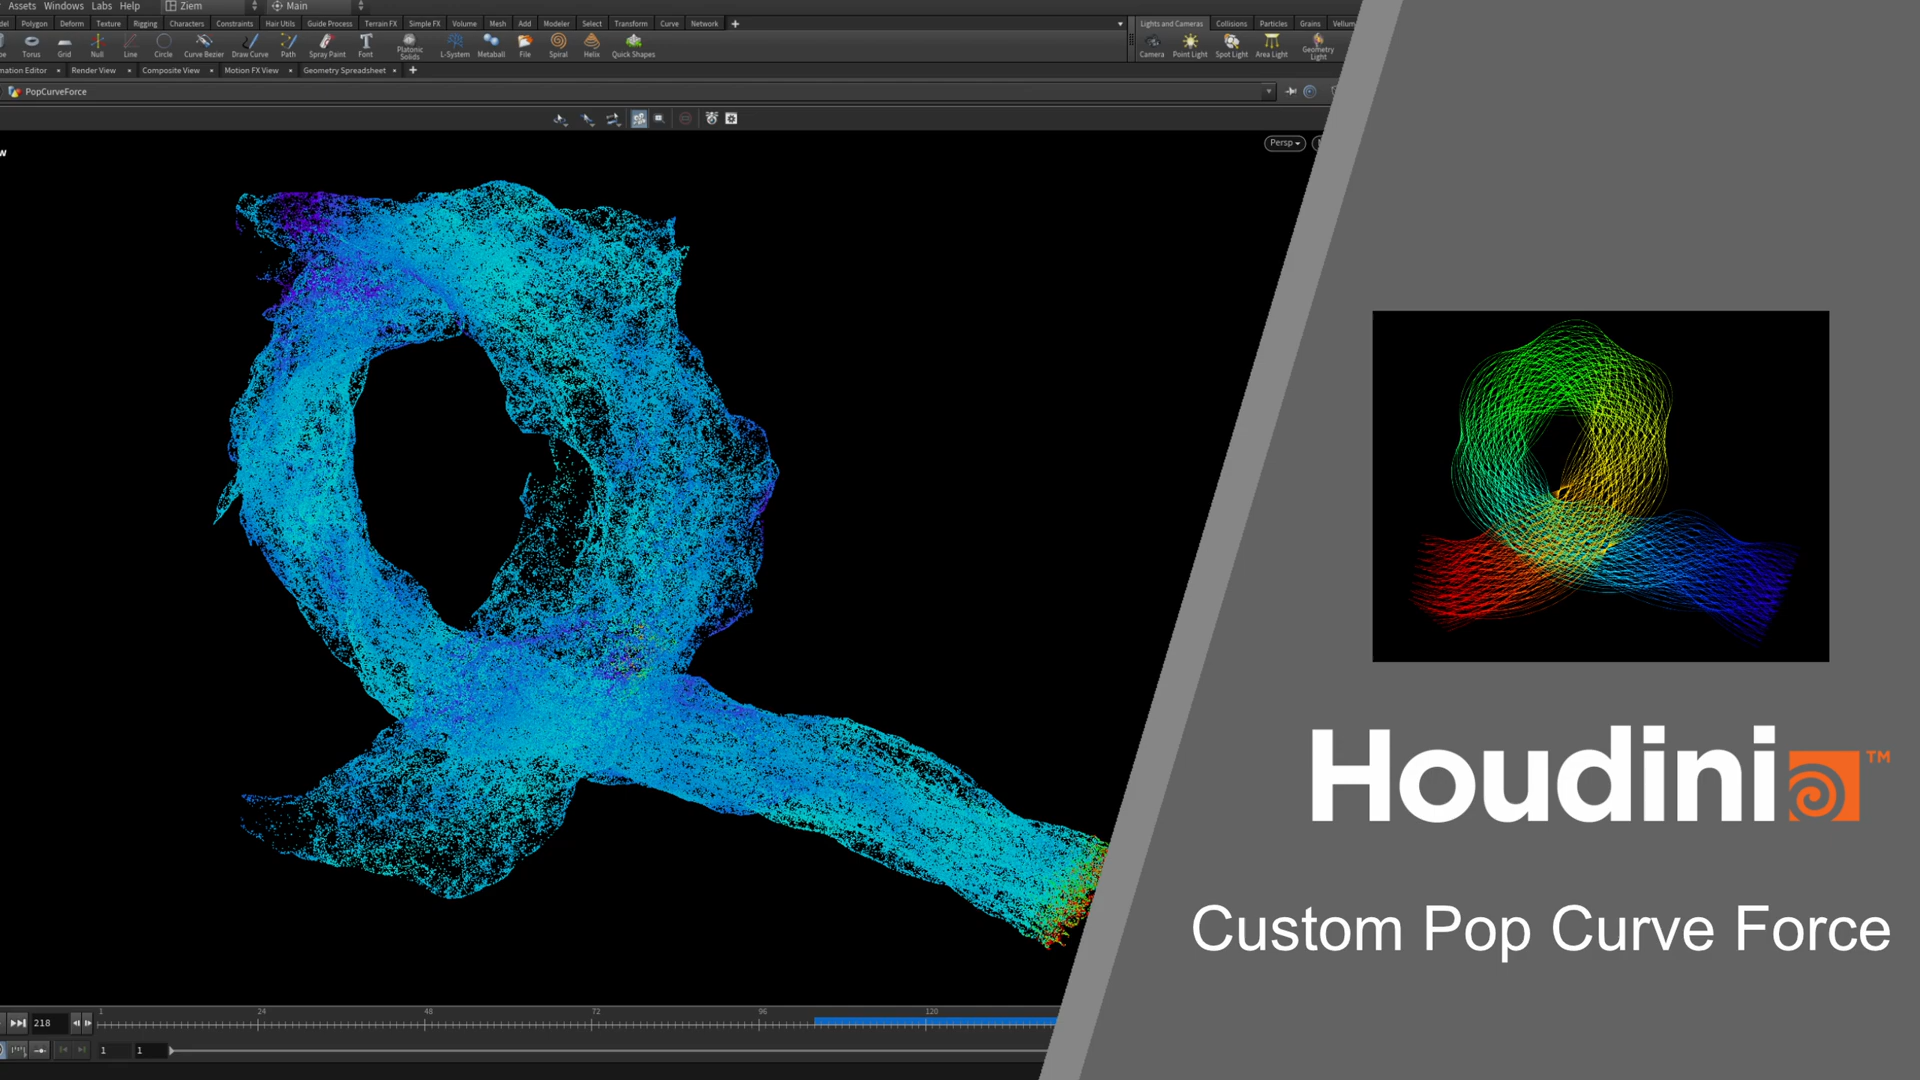 Assets Windows Labs Help Ziem Main
Polygon Deform Texture Rigging Characters Constraints Hair Utils Guide Process Terrain FX Simple FX Volume Mesh Add Modeler Select Transform Curve Network
Lights and Cameras Collisions Particles Grains Vellum
Torus Grid Null Line Circle Curve Bezier Draw Curve Path Spray Paint Font Platonic Solids L-System Metaball File Spiral Helix Quick Shapes
Camera Point Light Spot Light Area Light Geometry Light
mation Editor Render View Composite View Motion FX View Geometry Spreadsheet
PopCurveForce
Persp
Houdini™
Custom Pop Curve Force
1 24 48 72 96 120
218
1 1